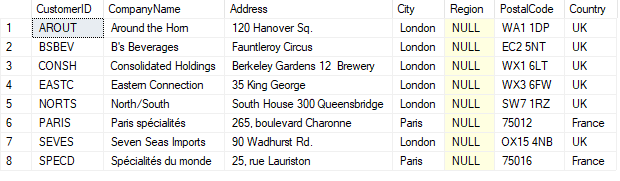 CustomerID CompanyName Address City Region PostalCode Country
1 AROUT Around the Horn 120 Hanover Sq. London NULL WA1 1DP UK
2 BSBEV B's Beverages Fauntleroy Circus London NULL EC2 5NT UK
3 CONSH Consolidated Holdings Berkeley Gardens 12 Brewery London NULL WX1 6LT UK
4 EASTC Eastern Connection 35 King George London NULL WX3 6FW UK
5 NORTS North/South South House 300 Queensbridge London NULL SW7 1RZ UK
6 PARIS Paris spécialités 265, boulevard Charonne Paris NULL 75012 France
7 SEVES Seven Seas Imports 90 Wadhurst Rd. London NULL OX15 4NB UK
8 SPECD Spécialités du monde 25, rue Lauriston Paris NULL 75016 France